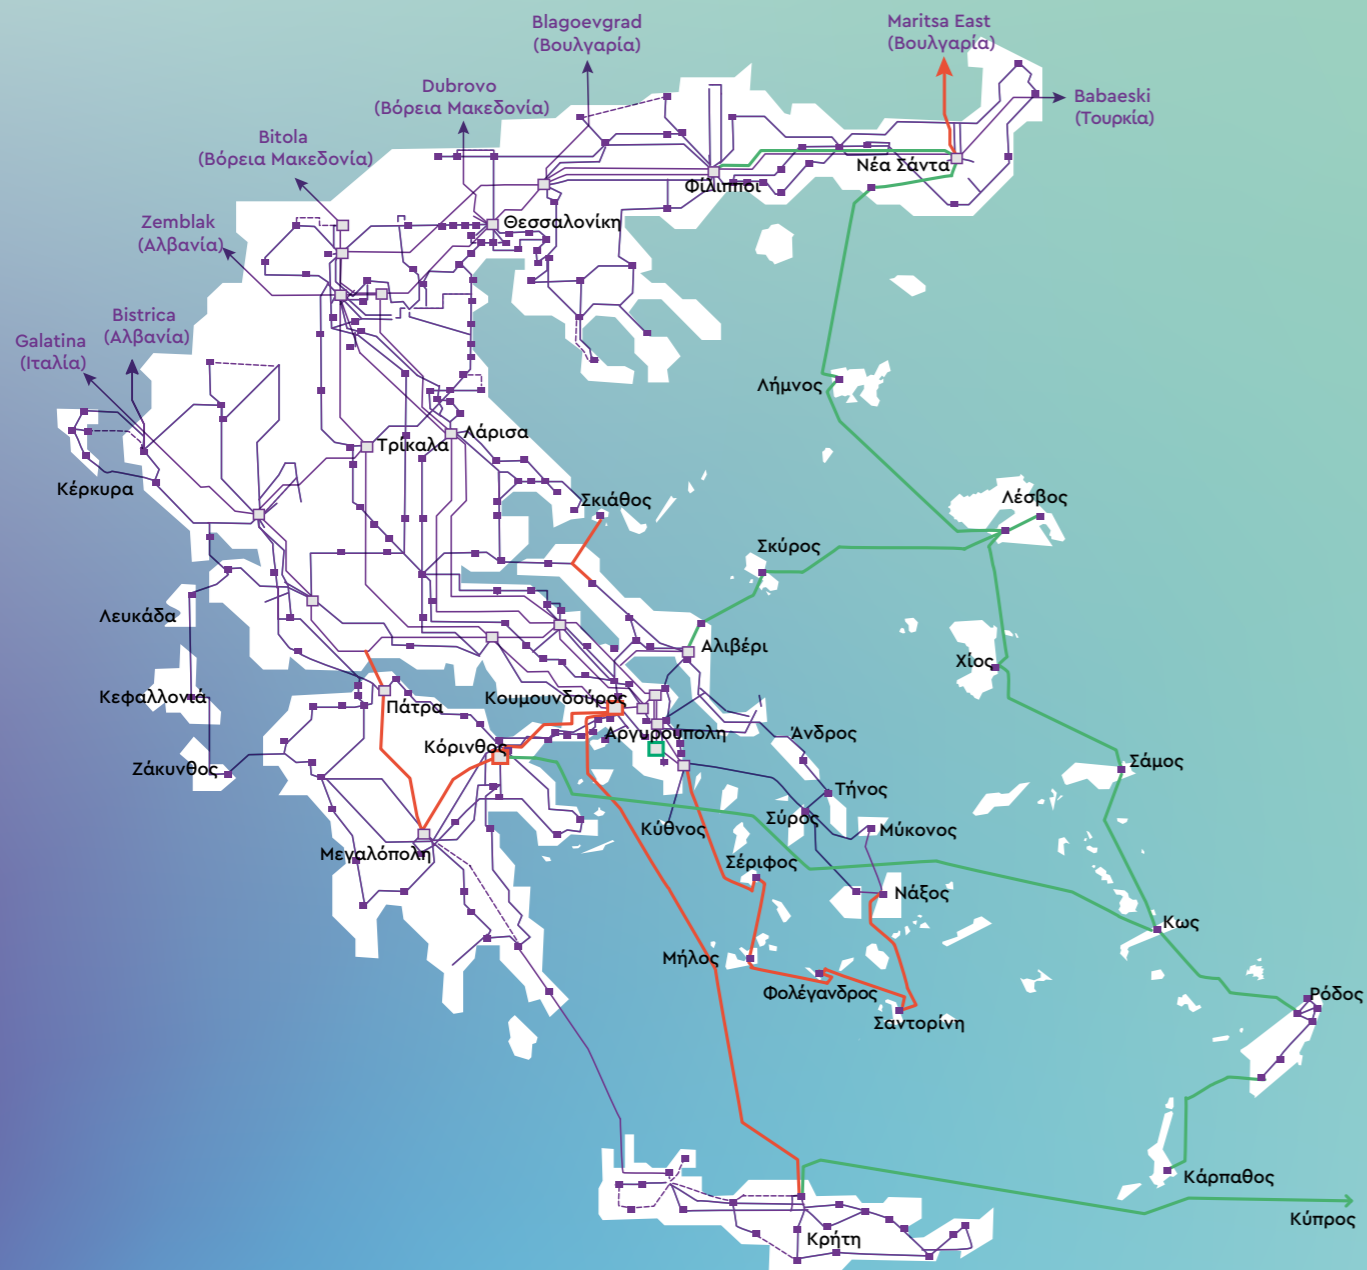 Blagoevgrad
(Βουλγαρία)
Maritsa East
(Βουλγαρία)
Dubrovo
(Βόρεια Μακεδονία)
Babaeski
(Τουρκία)
Bitola
(Βόρεια Μακεδονία)
Zemblak
(Αλβανία)
Bistrica
(Αλβανία)
Galatina
(Ιταλία)
Νέα Σάντα
Φίλιπποι
Θεσσαλονίκη
Λήμνος
Τρίκαλα
Λάρισα
Κέρκυρα
Σκιάθος
Λέσβος
Σκύρος
Λευκάδα
Αλιβέρι
Χίος
Κεφαλλονιά
Πάτρα
Κουμουνδούρος
Αργυρούπολη
Άνδρος
Κόρινθος
Ζάκυνθος
Σάμος
Τήνος
Σύρος
Κύθνος
Μύκονος
Μεγαλόπολη
Σέριφος
Νάξος
Κως
Μήλος
Φολέγανδρος
Ρόδος
Σαντορίνη
Κάρπαθος
Κύπρος
Κρήτη